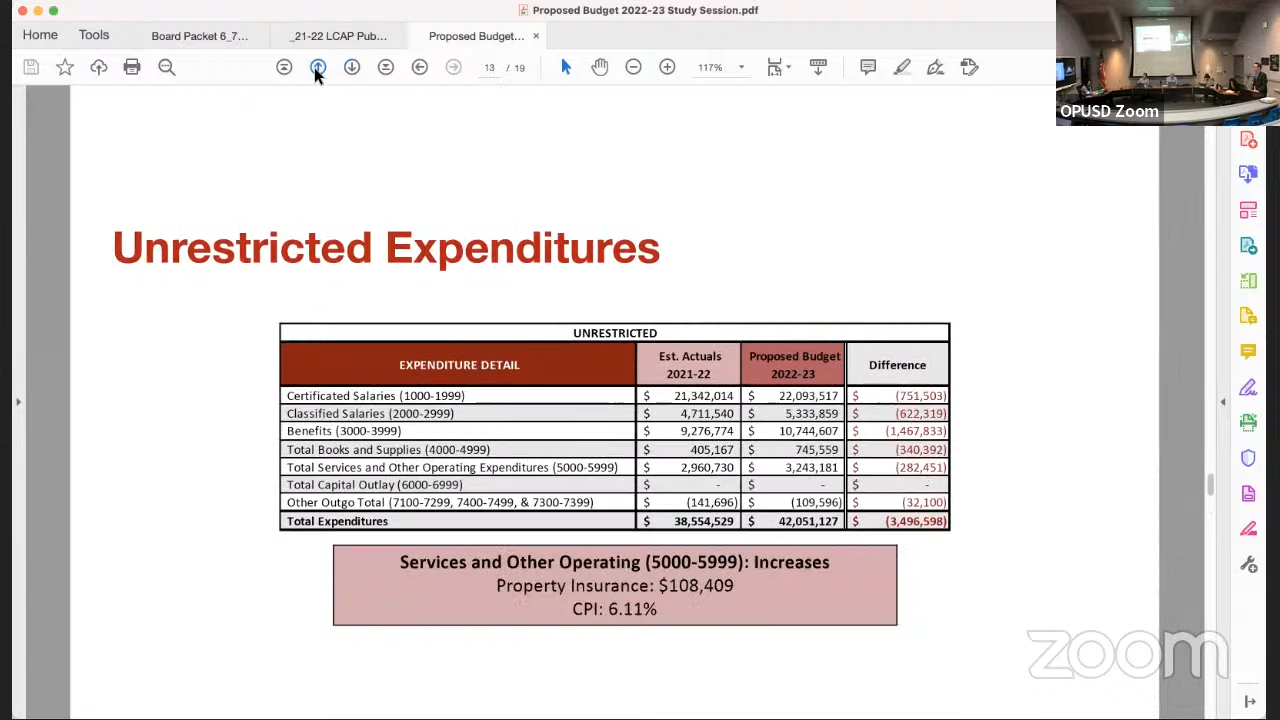 Proposed Budget 2022-23 Study Session.pdf
Home Tools Board Packet 6_7... _21-22 LCAP Pub... Proposed Budget... ×
13 / 19 117%
OPUSD Zoom
Unrestricted Expenditures
UNRESTRICTED
EXPENDITURE DETAIL Est. Actuals 2021-22 Proposed Budget 2022-23 Difference
Certificated Salaries (1000-1999) $ 21,342,014 $ 22,093,517 $ (751,503)
Classified Salaries (2000-2999) $ 4,711,540 $ 5,333,859 $ (622,319)
Benefits (3000-3999) $ 9,276,774 $ 10,744,607 $ (1,467,833)
Total Books and Supplies (4000-4999) $ 405,167 $ 745,559 $ (340,392)
Total Services and Other Operating Expenditures (5000-5999) $ 2,960,730 $ 3,243,181 $ (282,451)
Total Capital Outlay (6000-6999) $ - $ - $ -
Other Outgo Total (7100-7299, 7400-7499, & 7300-7399) $ (141,696) $ (109,596) $ (32,100)
Total Expenditures $ 38,554,529 $ 42,051,127 $ (3,496,598)
Services and Other Operating (5000-5999): Increases
Property Insurance: $108,409
CPI: 6.11%
zoom